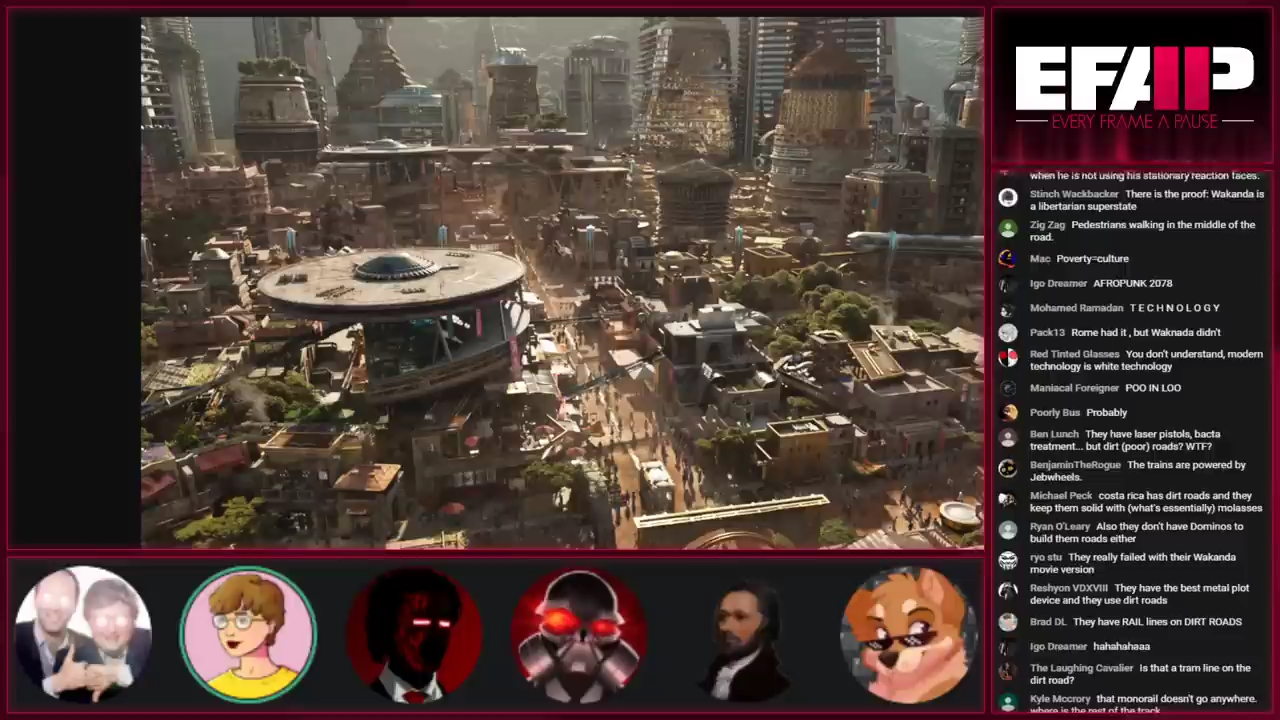 EFAP
EVERY FRAME A PAUSE
when he is not using his stationary reaction faces.
Stinch Wackbacker There is the proof: Wakanda is
a libertarian superstate
Zig Zag Pedestrians walking in the middle of the
road.
Mac Poverty=culture
Igo Dreamer AFROPUNK 2078
Mohamed Ramadan T E C H N O L O G Y
Pack13 Rome had it , but Waknada didn't
Red Tinted Glasses You don't understand, modern
technology is white technology
Maniacal Foreigner POO IN LOO
Poorly Bus Probably
Ben Lunch They have laser pistols, bacta
treatment... but dirt (poor) roads? WTF?
BenjaminTheRogue The trains are powered by
Jebwheels.
Michael Peck costa rica has dirt roads and they
keep them solid with (what's essentially) molasses
Ryan O'Leary Also they don't have Dominos to
build them roads either
ryo stu They really failed with their Wakanda
movie version
Reshyon VDXVIII They have the best metal plot
device and they use dirt roads
Brad DL They have RAIL lines on DIRT ROADS
Igo Dreamer hahahahaaa
The Laughing Cavalier Is that a tram line on the
dirt road?
Kyle Mccrory that monorail doesn't go anywhere.
where is the rest of the track